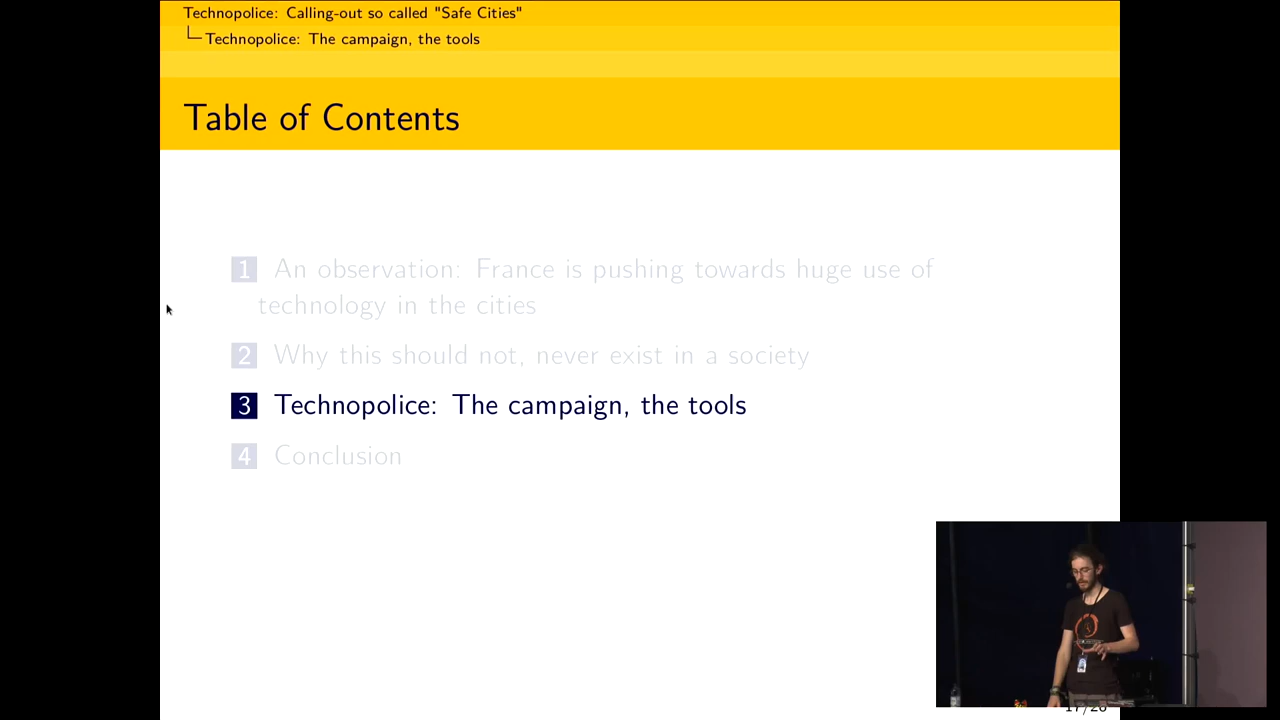 Technopolice: Calling-out so called "Safe Cities"
Technopolice: The campaign, the tools
Table of Contents
1 An observation: France is pushing towards huge use of
technology in the cities
2 Why this should not, never exist in a society
3 Technopolice: The campaign, the tools
4 Conclusion